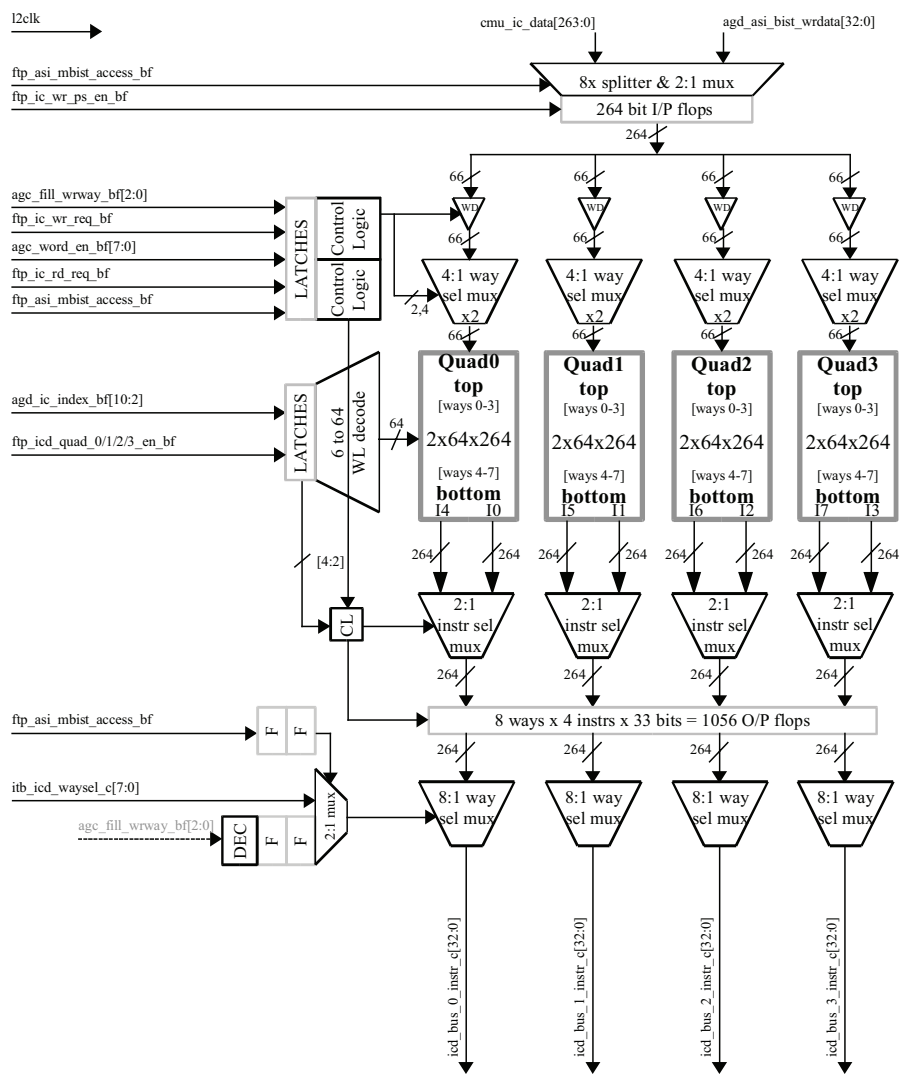 l2clk
cmu_ic_data[263:0]
agd_asi_bist_wrdata[32:0]
ftp_asi_mbist_access_bf
8x splitter & 2:1 mux
ftp_ic_wr_ps_en_bf
264 bit I/P flops
264
66 66 66 66
agc_fill_wrway_bf[2:0]
ftp_ic_wr_req_bf
agc_word_en_bf[7:0]
ftp_ic_rd_req_bf
ftp_asi_mbist_access_bf
LATCHES
Control
Logic
Control
Logic
WD WD WD WD
66 66 66 66
4:1 way 4:1 way 4:1 way 4:1 way
sel mux sel mux sel mux sel mux
x2 x2 x2 x2
2,4
66 66 66 66
Quad0 Quad1 Quad2 Quad3
top top top top
[ways 0-3] [ways 0-3] [ways 0-3] [ways 0-3]
agd_ic_index_bf[10:2]
ftp_icd_quad_0/1/2/3_en_bf
LATCHES
6 to 64
WL decode
64
2x64x264 2x64x264 2x64x264 2x64x264
[ways 4-7] [ways 4-7] [ways 4-7] [ways 4-7]
bottom bottom bottom bottom
I4 I0 I5 I1 I6 I2 I7 I3
264 264 264 264 264 264 264 264
[4:2]
CL
2:1 2:1 2:1 2:1
instr sel instr sel instr sel instr sel
mux mux mux mux
264 264 264 264
8 ways x 4 instrs x 33 bits = 1056 O/P flops
264 264 264 264
ftp_asi_mbist_access_bf
F F
itb_icd_waysel_c[7:0]
2:1 mux
agc_fill_wrway_bf[2:0]
DEC F F
8:1 way 8:1 way 8:1 way 8:1 way
sel mux sel mux sel mux sel mux
icd_bus_0_instr_c[32:0]
icd_bus_1_instr_c[32:0]
icd_bus_2_instr_c[32:0]
icd_bus_3_instr_c[32:0]